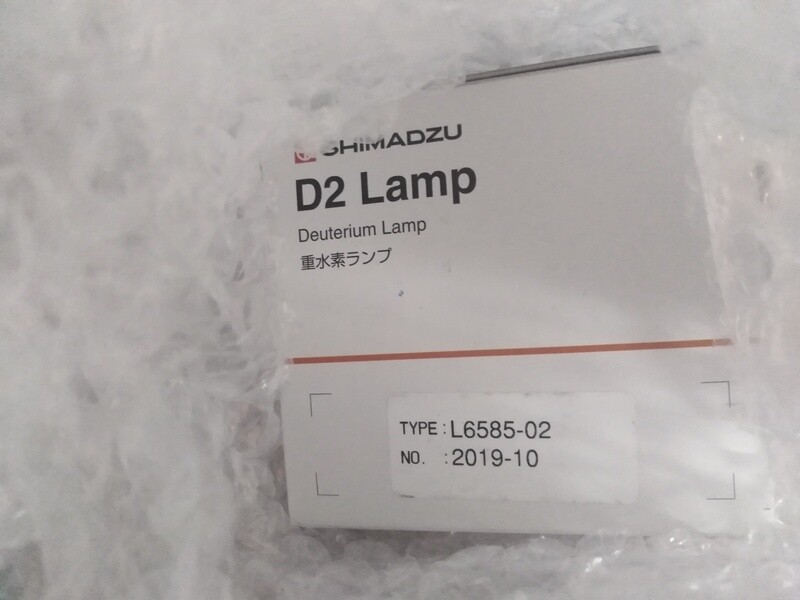 SHIMADZU
D2 Lamp
Deuterium Lamp
重水素ランプ
TYPE : L6585-02
NO. : 2019-10